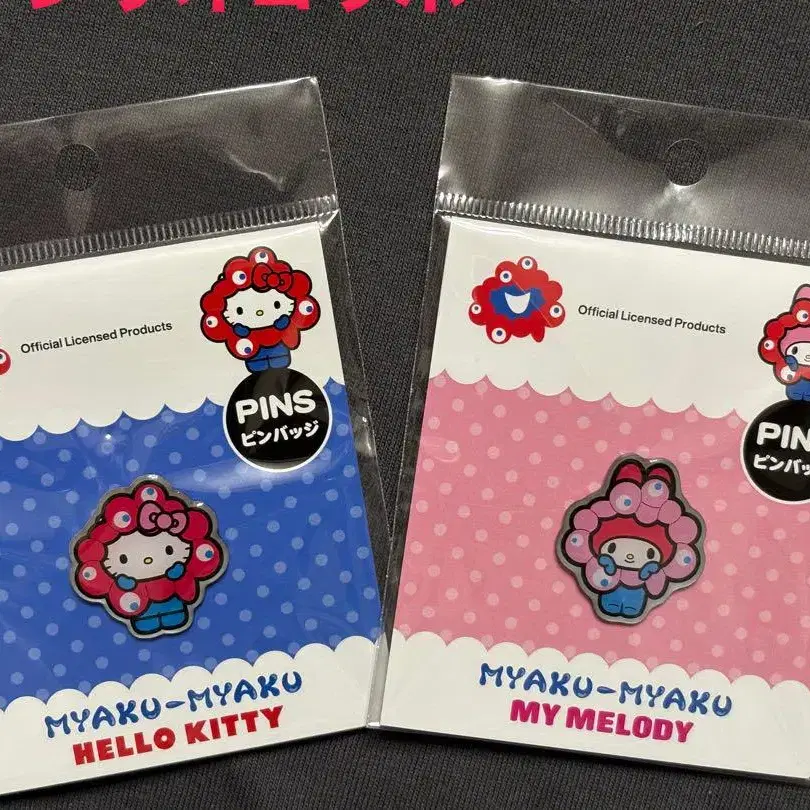 Official Licensed Products
PINS
ピンバッジ
MYAKU-MYAKU
HELLO KITTY
Official Licensed Products
PIN
ピンバッ
MYAKU-MYAKU
MY MELODY